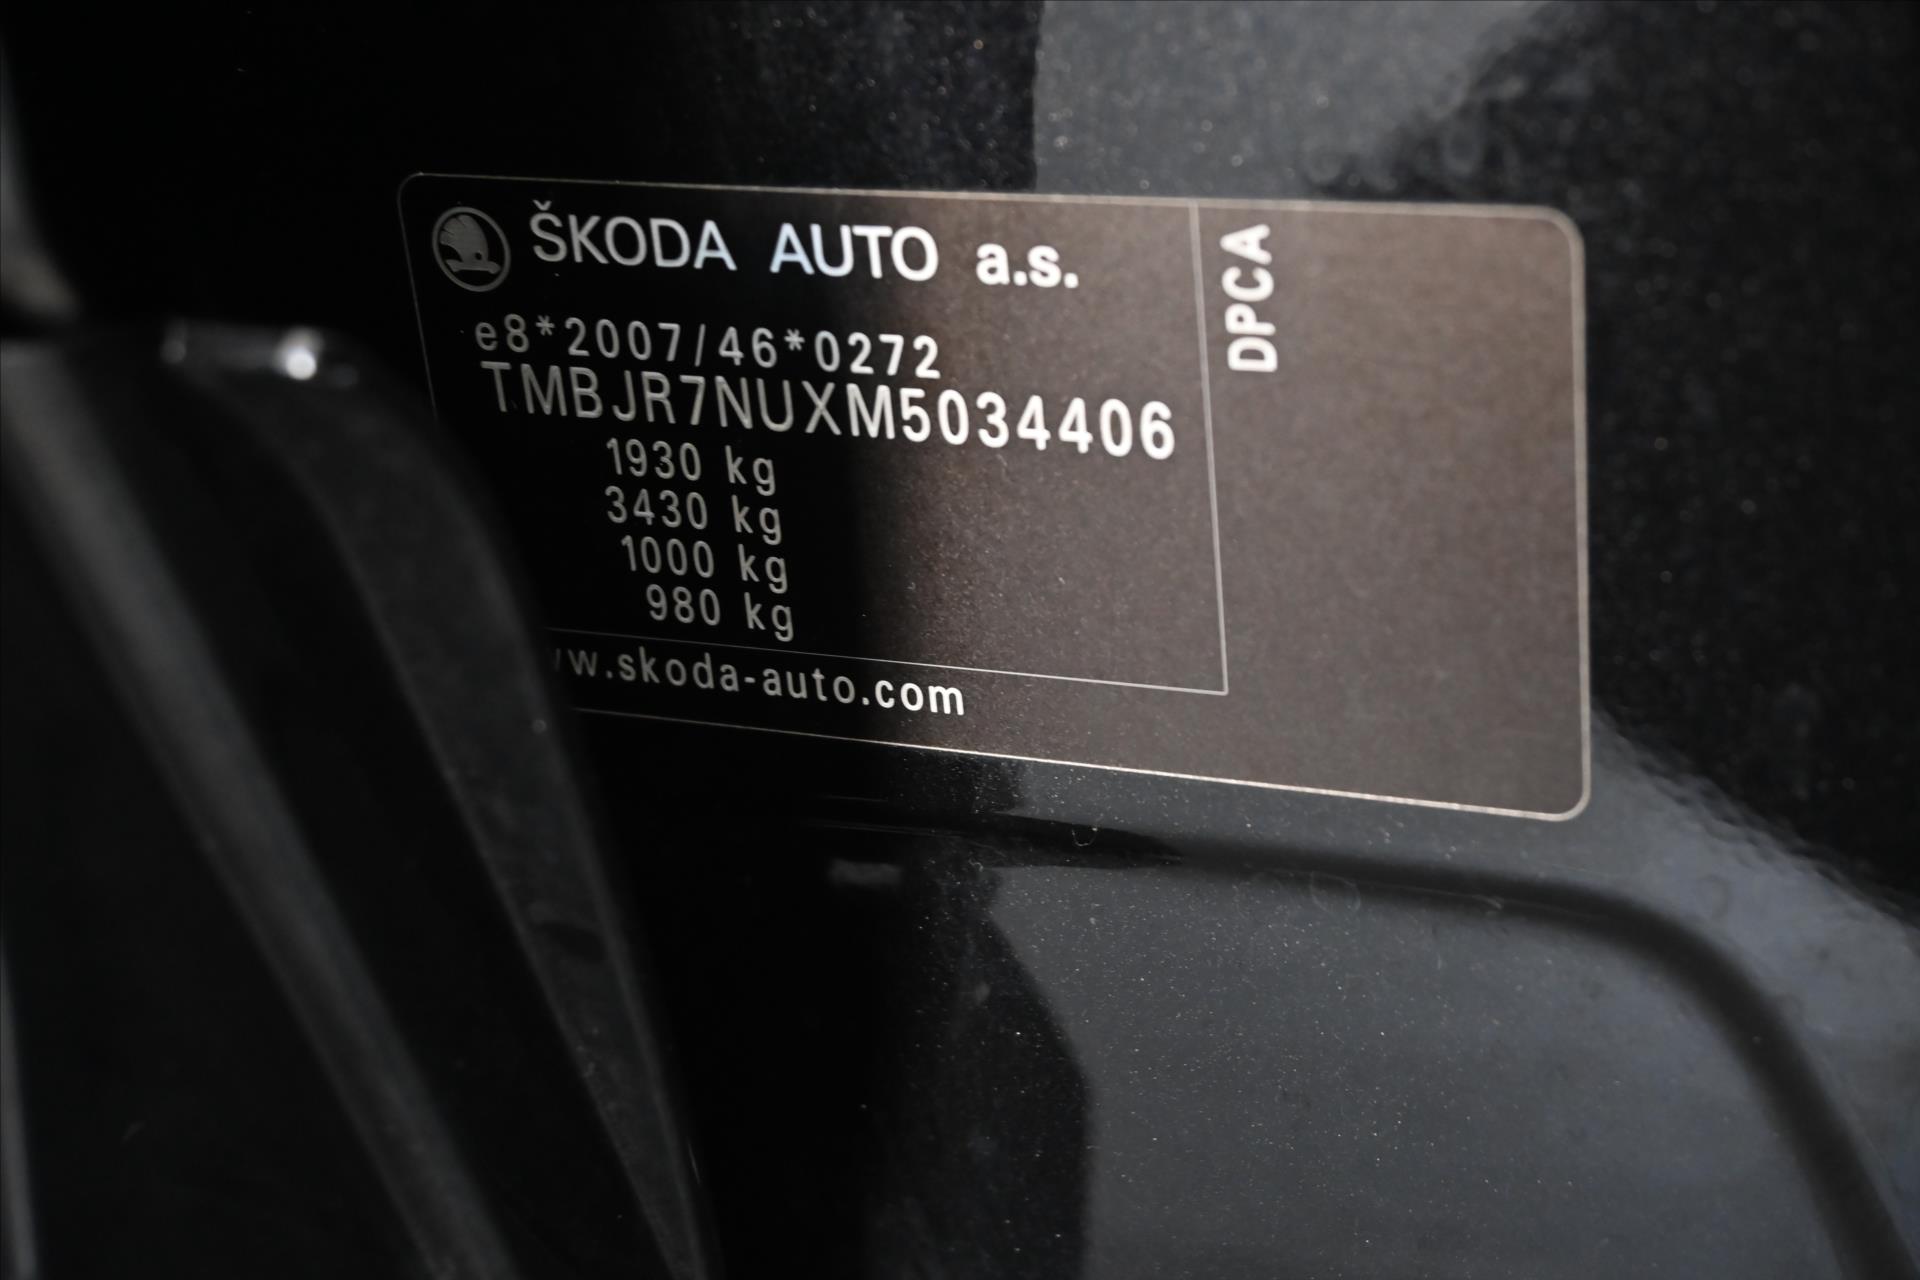 ŠKODA AUTO a.s.
e8*2007/46*0272
TMBJR7NUXM5034406
1930 kg
3430 kg
1000 kg
980 kg
w.skoda-auto.com
DPCA